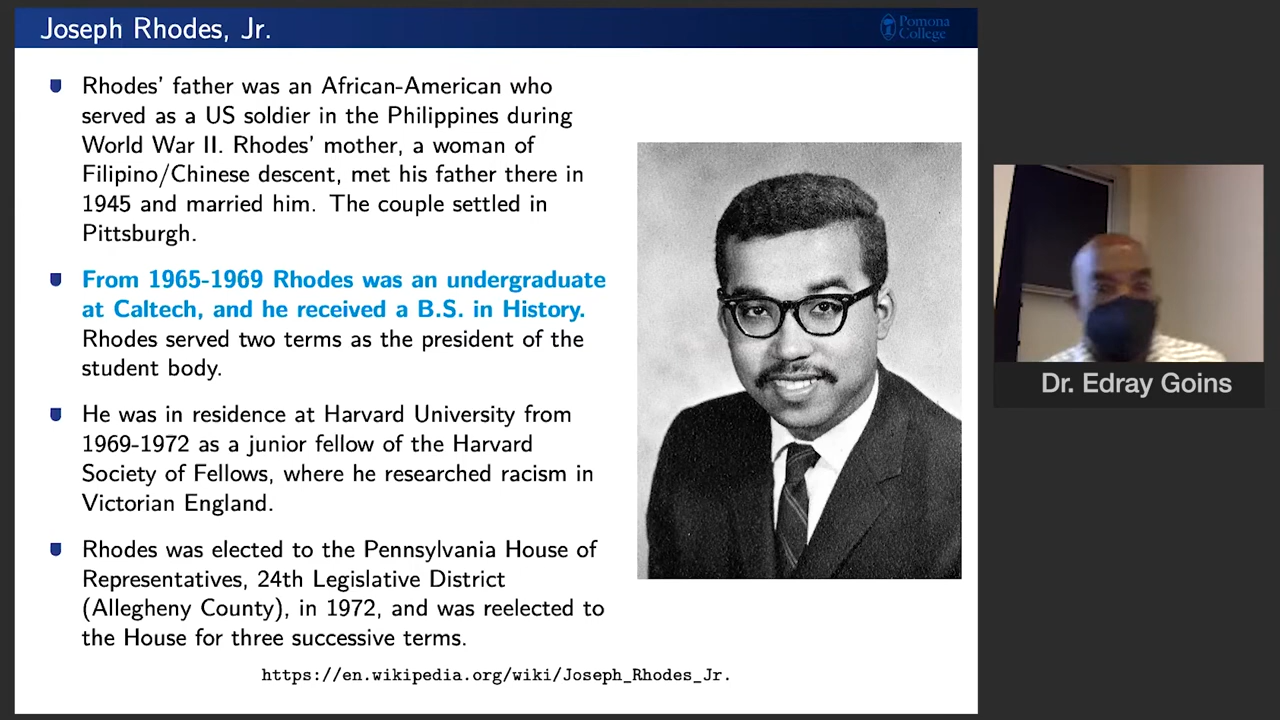 Joseph Rhodes, Jr.
Pomona
College
Rhodes' father was an African-American who
served as a US soldier in the Philippines during
World War II. Rhodes' mother, a woman of
Filipino/Chinese descent, met his father there in
1945 and married him. The couple settled in
Pittsburgh.
From 1965-1969 Rhodes was an undergraduate
at Caltech, and he received a B.S. in History.
Rhodes served two terms as the president of the
student body.
He was in residence at Harvard University from
1969-1972 as a junior fellow of the Harvard
Society of Fellows, where he researched racism in
Victorian England.
Rhodes was elected to the Pennsylvania House of
Representatives, 24th Legislative District
(Allegheny County), in 1972, and was reelected to
the House for three successive terms.
https://en.wikipedia.org/wiki/Joseph_Rhodes_Jr.
Dr. Edray Goins